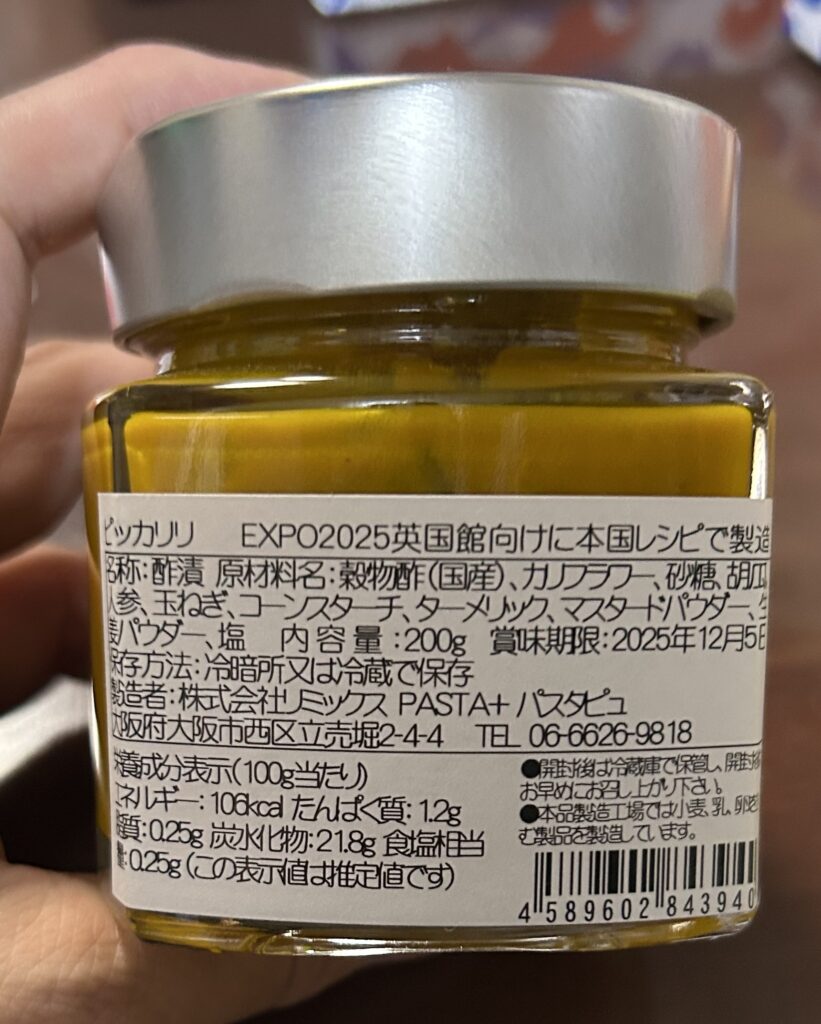 ピッカリリ EXPO2025英国館向けに本国レシピで製造
名称:酢漬 原材料名:穀物酢(国産)、カリフラワー、砂糖、胡瓜、
人参、玉ねぎ、コーンスターチ、ターメリック、マスタードパウダー、生
姜パウダー、塩 内容量:200g 賞味期限:2025年12月5日
保存方法:冷暗所又は冷蔵で保存
製造者:株式会社リミックス PASTA+ パスタピュ
大阪府大阪市西区立売堀2-4-4 TEL 06-6626-9818
栄養成分表示(100g当たり)
エネルギー:106kcal たんぱく質:1.2g
脂質:0.25g 炭水化物:21.8g 食塩相当
量:0.25g(この表示値は推定値です)
●開封後は冷蔵庫で保管し、開封後
お早めにお召し上がり下さい。
●本品製造工場では小麦、乳、卵を
む製品を製造しています。
4 589602 843940